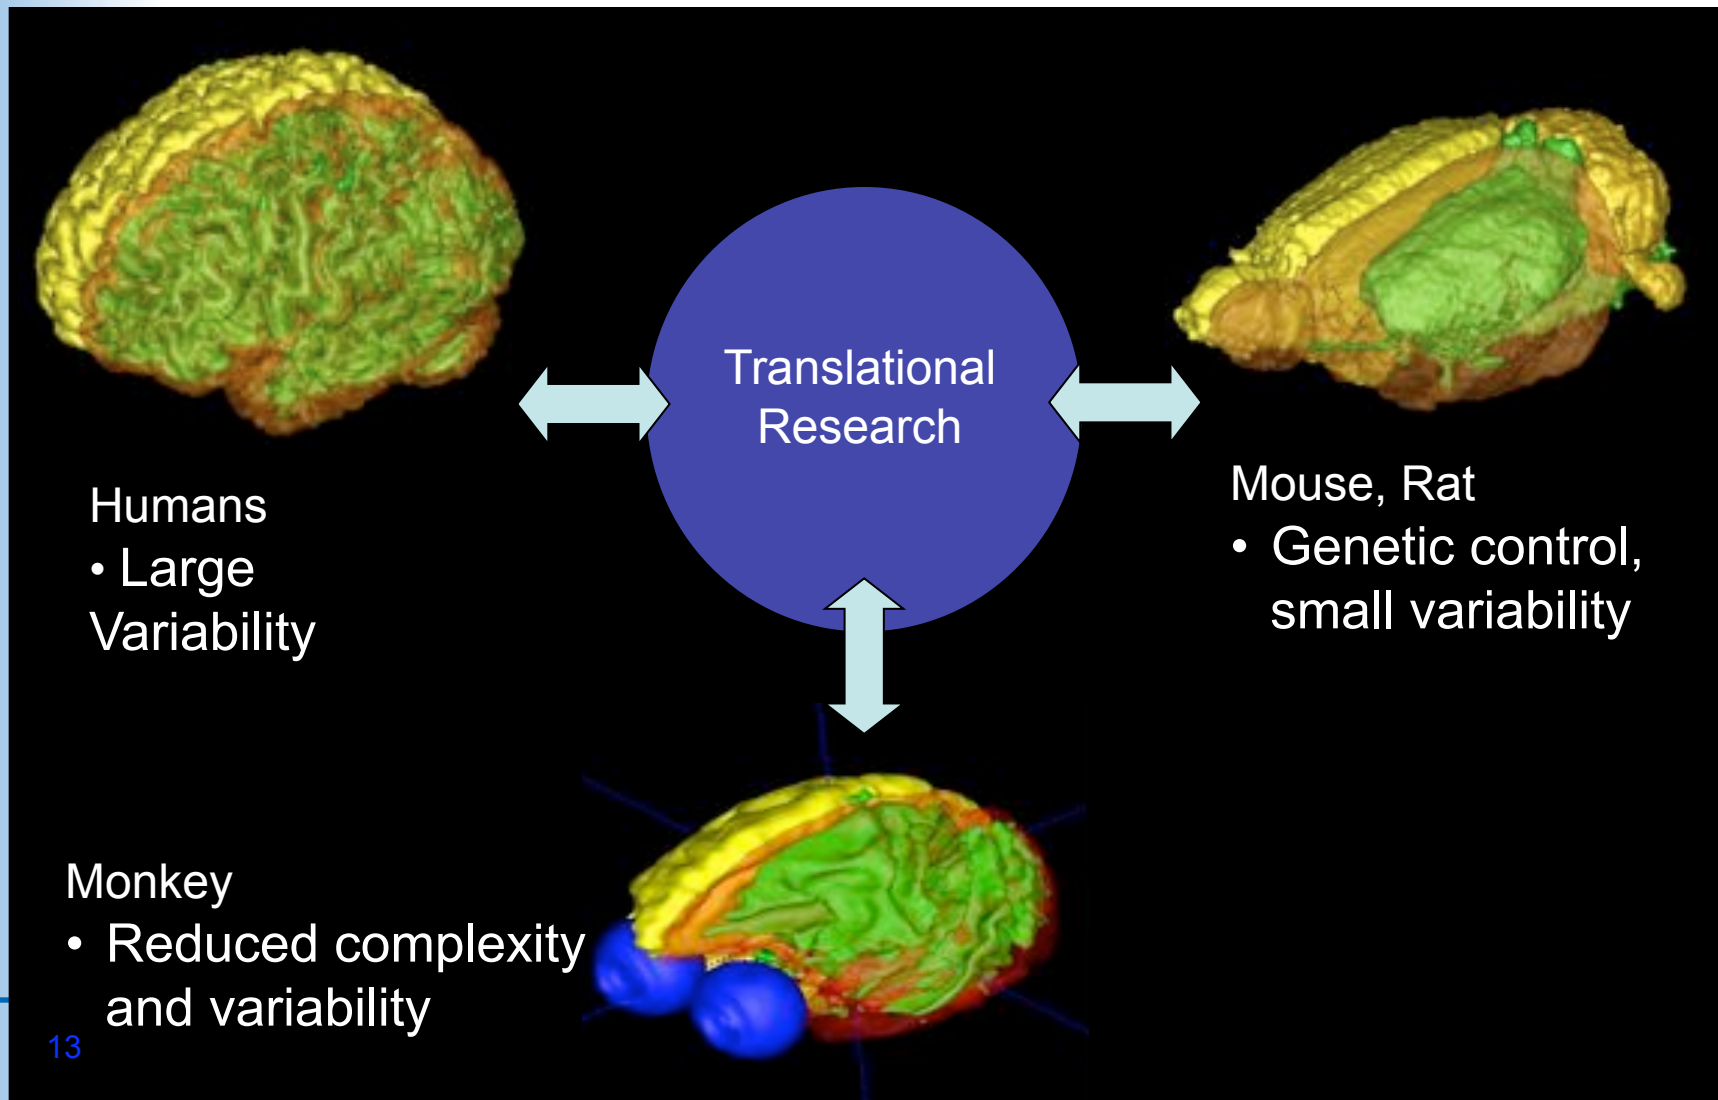 Translational
Research
Humans
• Large
Variability
Mouse, Rat
• Genetic control,
small variability
Monkey
• Reduced complexity
and variability
13